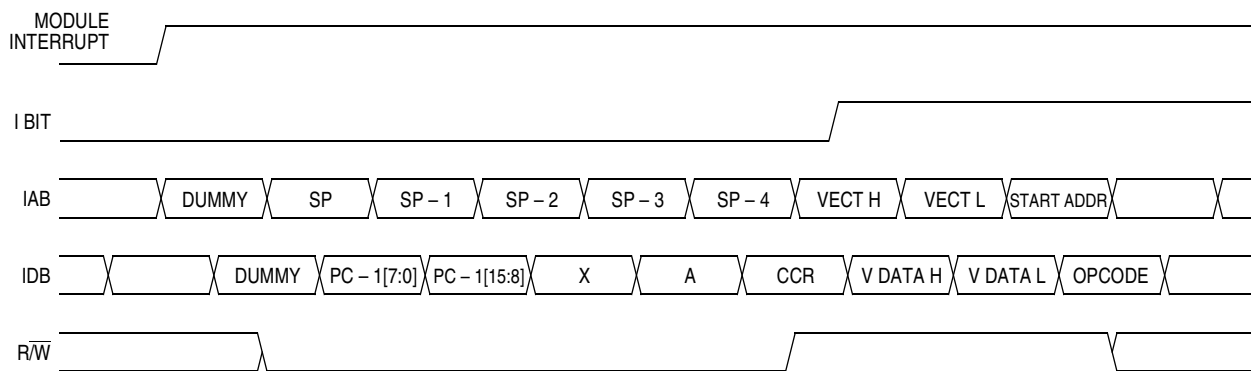 MODULE
INTERRUPT
I BIT
IAB DUMMY SP SP – 1 SP – 2 SP – 3 SP – 4 VECT H VECT L START ADDR
IDB DUMMY PC – 1[7:0] PC – 1[15:8] X A CCR V DATA H V DATA L OPCODE
R/W